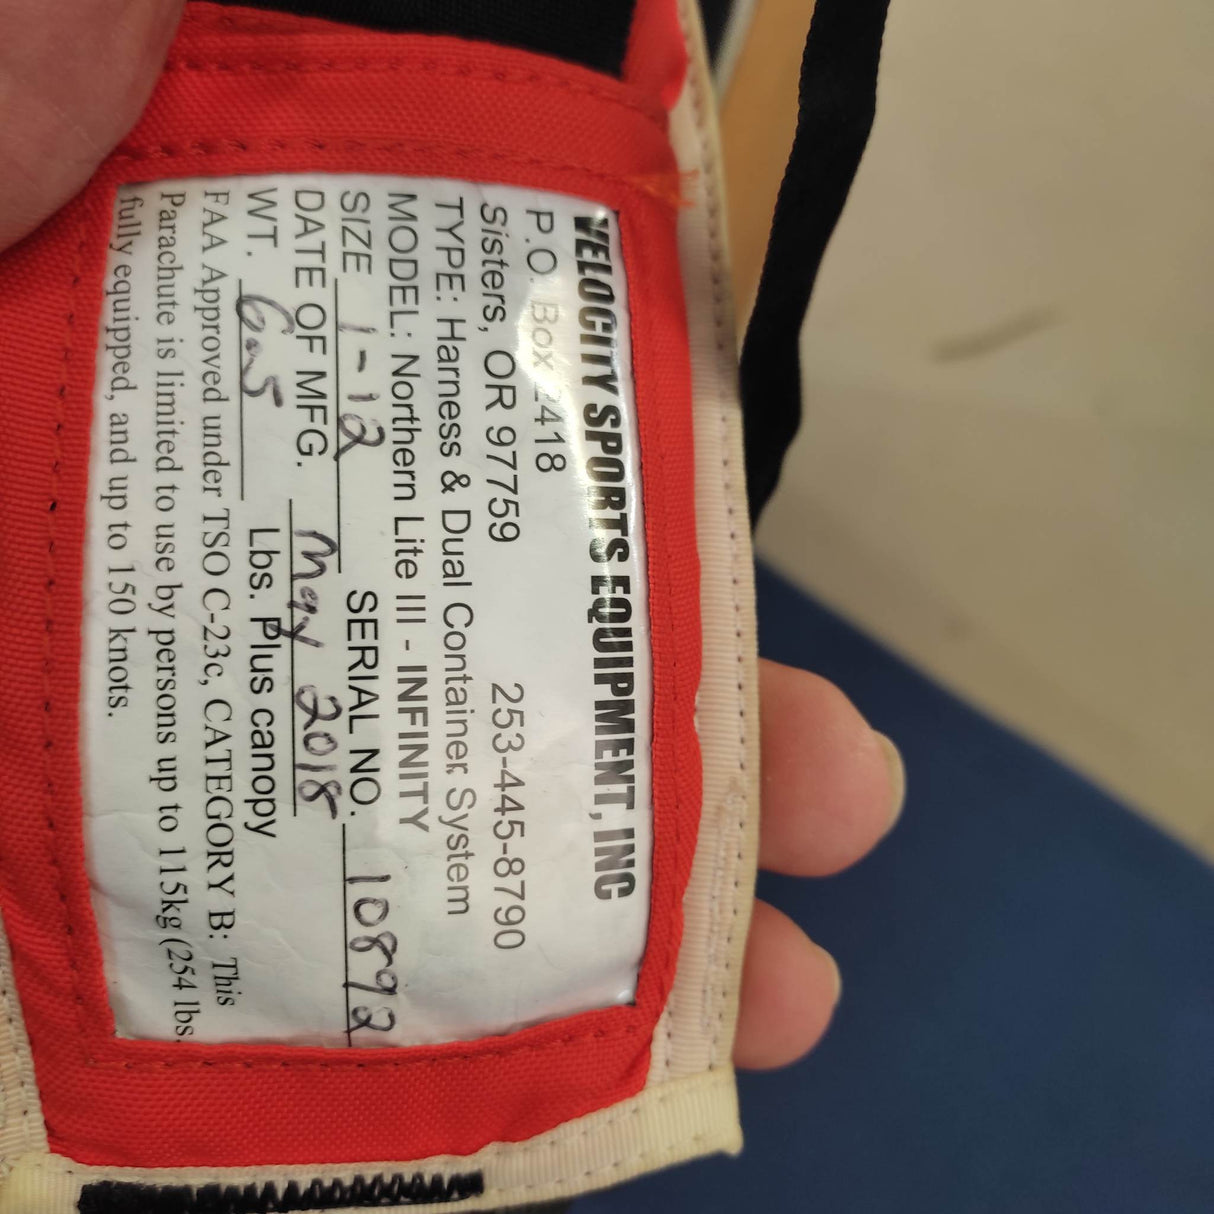 VELOCITY SPORTS EQUIPMENT, INC
P.O. Box 2418
Sisters, OR 97759 253-445-8790
TYPE: Harness & Dual Container System
MODEL: Northern Lite III - INFINITY
SIZE 1-12 SERIAL NO. 10892
DATE OF MFG. May 2018
WT. Lbs. Plus canopy
FAA Approved under TSO C-23c, CATEGORY B: This
Parachute is limited to use by persons up to 115kg (254 lbs.
fully equipped, and up to 150 knots.